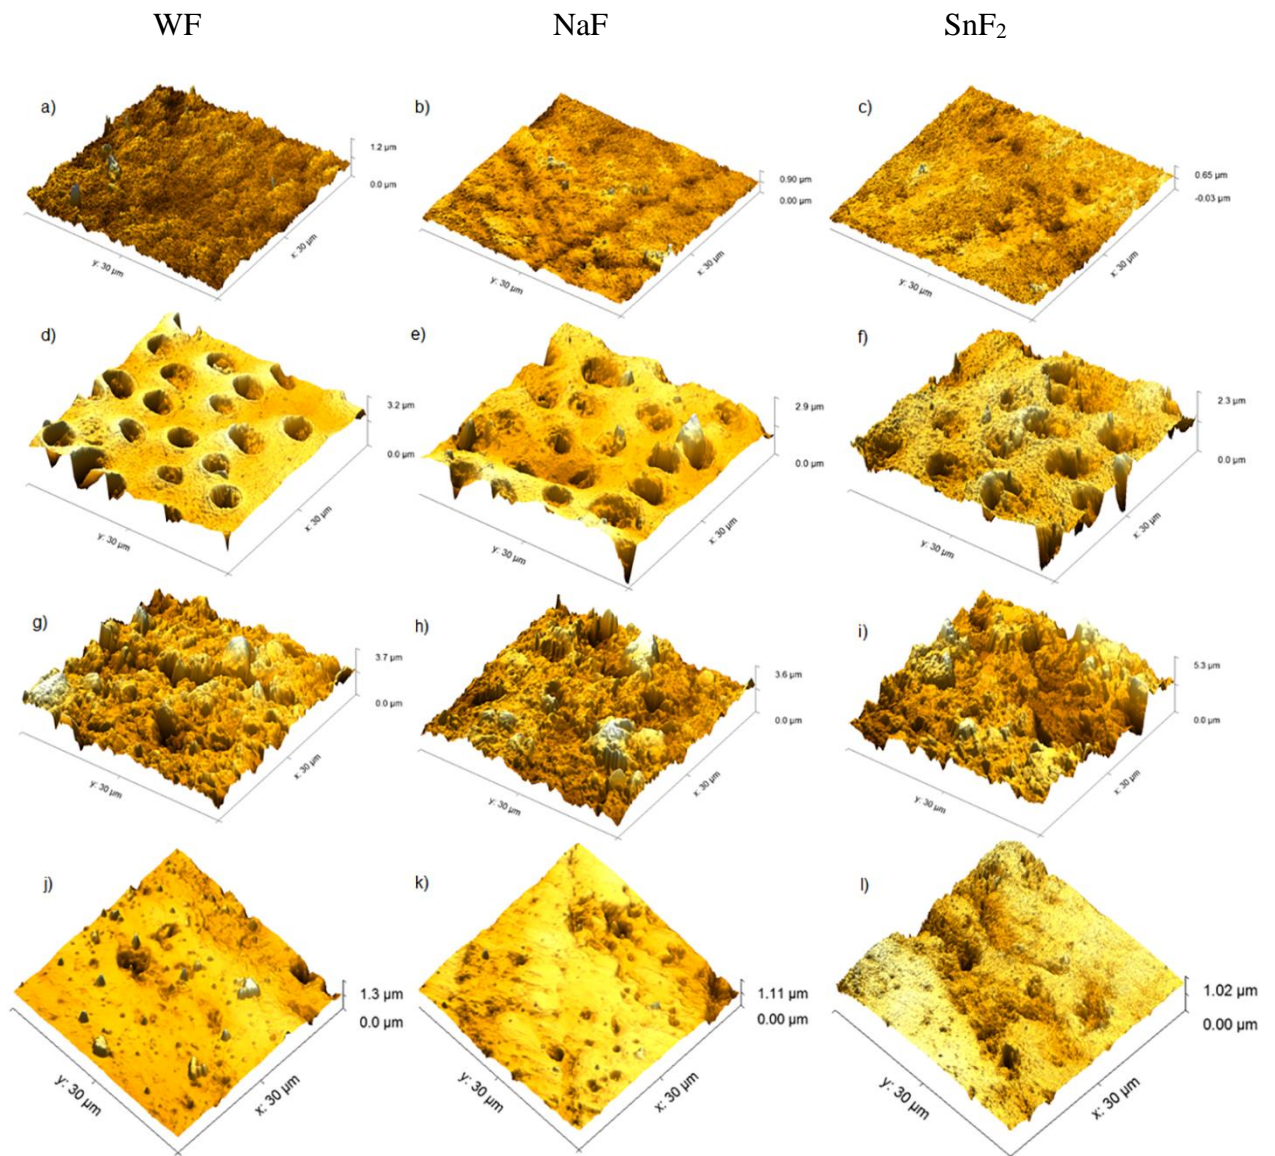 WF NaF SnF₂
a) b) c)
1.2 µm
0.0 µm
y: 30 µm
x: 30 µm
0.90 µm
0.00 µm
y: 30 µm
x: 30 µm
0.65 µm
-0.03 µm
y: 30 µm
x: 30 µm
d) e) f)
3.2 µm
0.0 µm
y: 30 µm
x: 30 µm
2.9 µm
0.0 µm
y: 30 µm
x: 30 µm
2.3 µm
0.0 µm
y: 30 µm
x: 30 µm
g) h) i)
3.7 µm
0.0 µm
y: 30 µm
x: 30 µm
3.6 µm
0.0 µm
y: 30 µm
x: 30 µm
5.3 µm
0.0 µm
y: 30 µm
x: 30 µm
j) k) l)
1.3 µm
0.0 µm
y: 30 µm
x: 30 µm
1.11 µm
0.00 µm
y: 30 µm
x: 30 µm
1.02 µm
0.00 µm
y: 30 µm
x: 30 µm